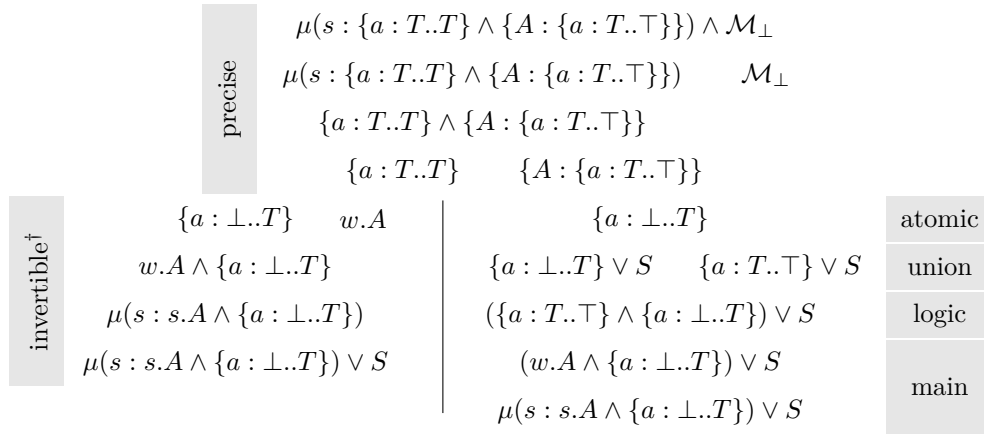 μ(s : {a : T..T} ∧ {A : {a : T..⊤}}) ∧ ℳ⊥
μ(s : {a : T..T} ∧ {A : {a : T..⊤}}) ℳ⊥
precise
{a : T..T} ∧ {A : {a : T..⊤}}
{a : T..T} {A : {a : T..⊤}}
{a : ⊥..T} w.A {a : ⊥..T} atomic
w.A ∧ {a : ⊥..T} {a : ⊥..T} ∨ S {a : T..⊤} ∨ S union
invertible†
μ(s : s.A ∧ {a : ⊥..T}) ({a : T..⊤} ∧ {a : ⊥..T}) ∨ S logic
μ(s : s.A ∧ {a : ⊥..T}) ∨ S (w.A ∧ {a : ⊥..T}) ∨ S
main
μ(s : s.A ∧ {a : ⊥..T}) ∨ S